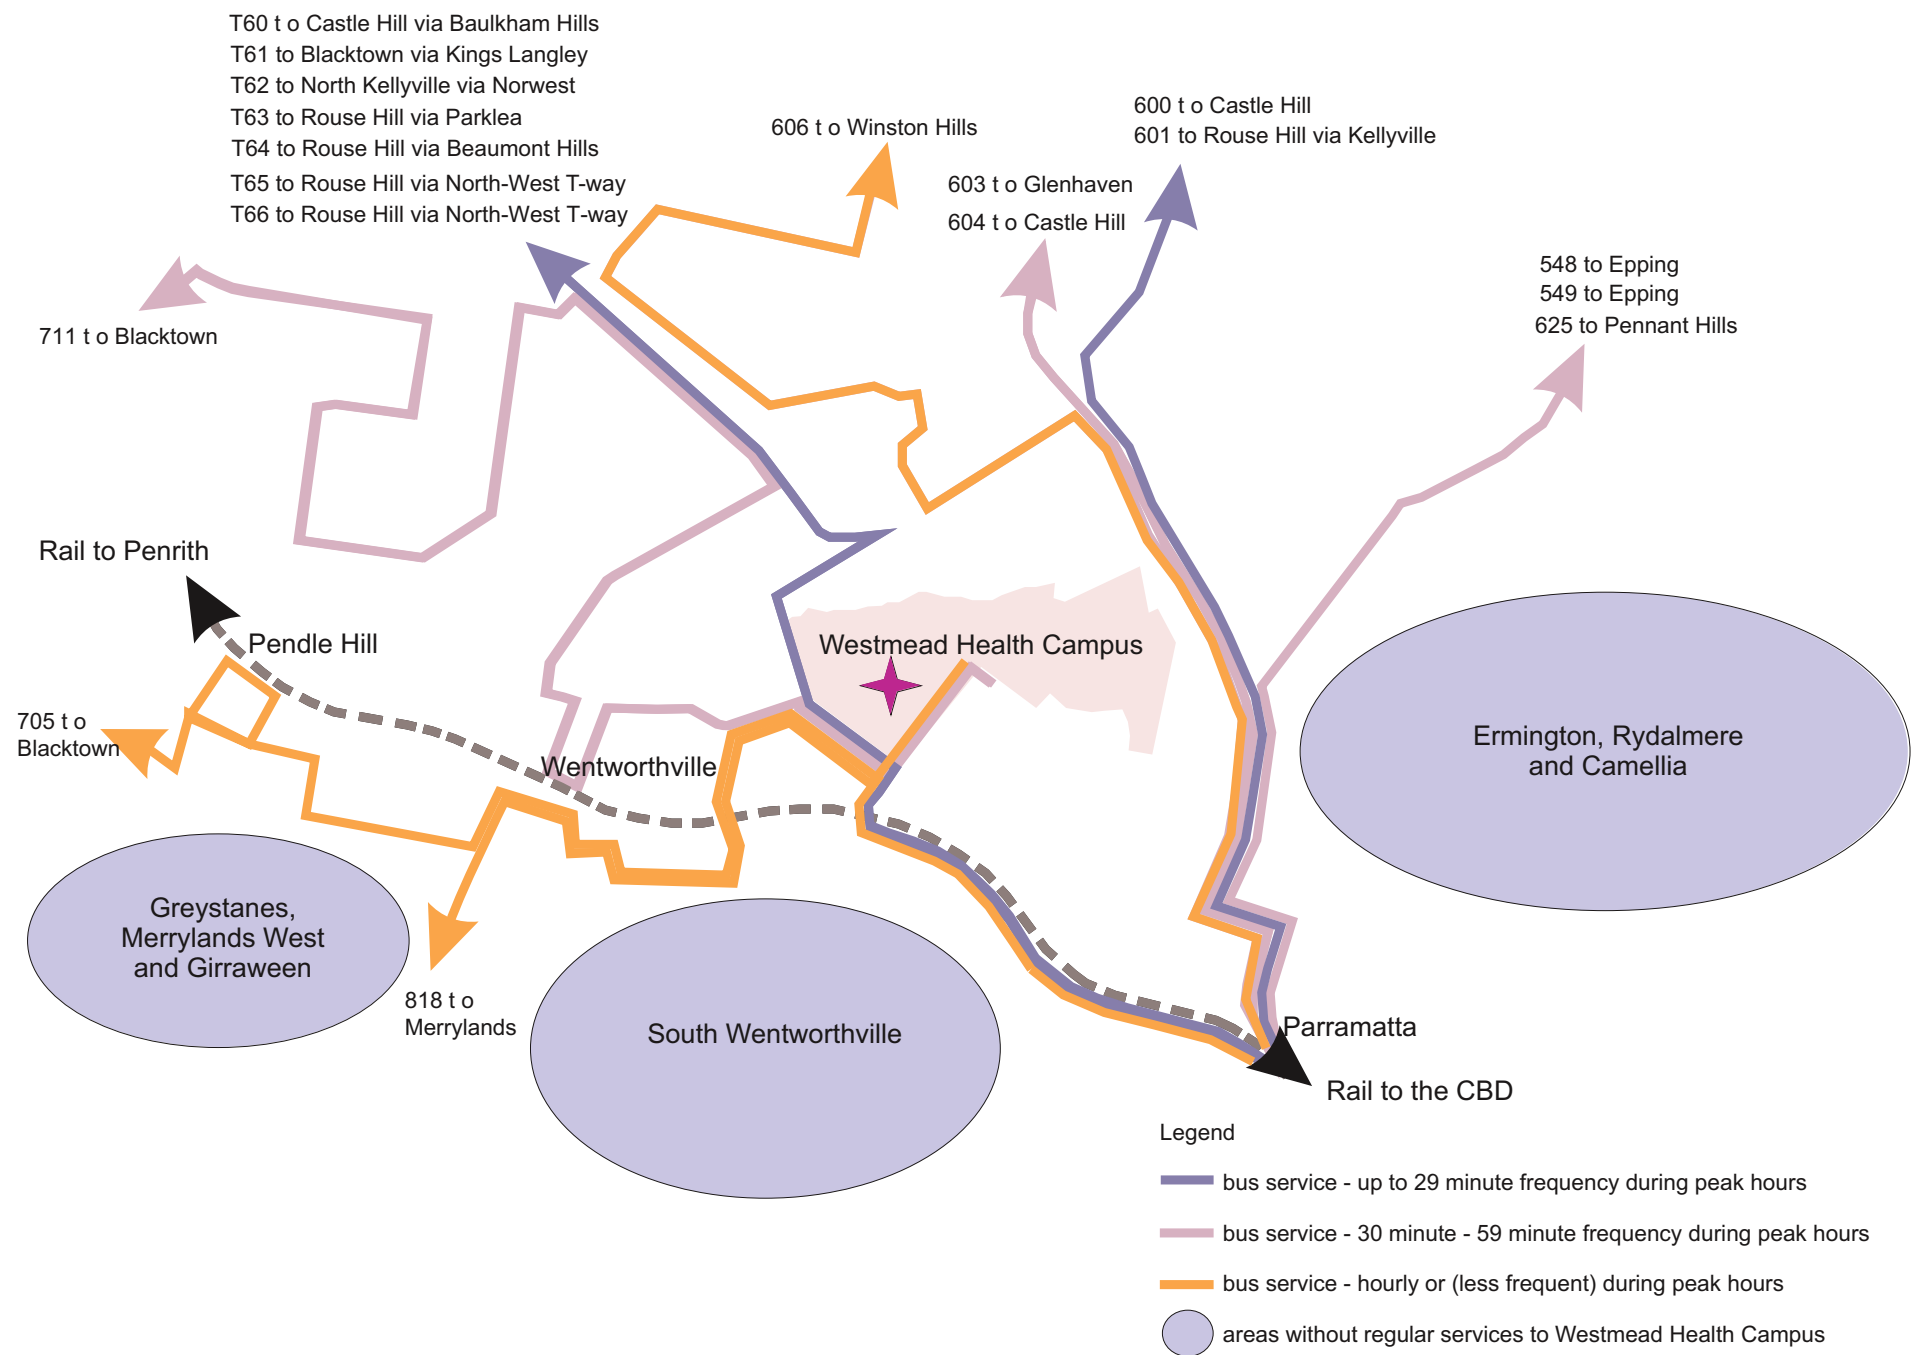 T60 t o Castle Hill via Baulkham Hills
T61 to Blacktown via Kings Langley
T62 to North Kellyville via Norwest
T63 to Rouse Hill via Parklea
T64 to Rouse Hill via Beaumont Hills
T65 to Rouse Hill via North-West T-way
T66 to Rouse Hill via North-West T-way
606 t o Winston Hills
600 t o Castle Hill
601 to Rouse Hill via Kellyville
603 t o Glenhaven
604 t o Castle Hill
548 to Epping
549 to Epping
625 to Pennant Hills
711 t o Blacktown
Rail to Penrith
Pendle Hill
Westmead Health Campus
705 t o
Blacktown
Wentworthville
Ermington, Rydalmere
and Camellia
Greystanes,
Merrylands West
and Girraween
818 t o
Merrylands
South Wentworthville
Parramatta
Rail to the CBD
Legend
bus service - up to 29 minute frequency during peak hours
bus service - 30 minute - 59 minute frequency during peak hours
bus service - hourly or (less frequent) during peak hours
areas without regular services to Westmead Health Campus